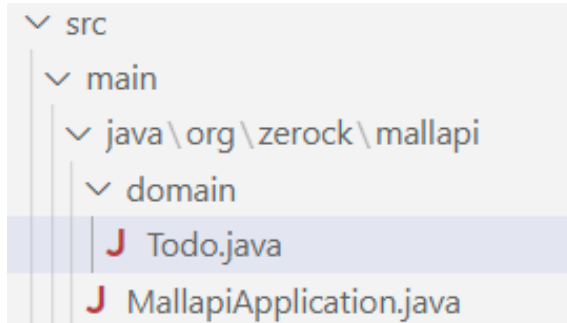 src
main
java\org\zerock\mallapi
domain
J Todo.java
J MallapiApplication.java